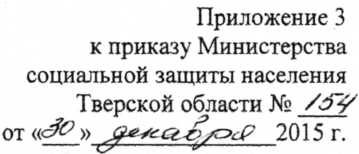 Приложение 3
к приказу Министерства
социальной защиты населения
Тверской области № 154
от «30» декабря 2015 г.